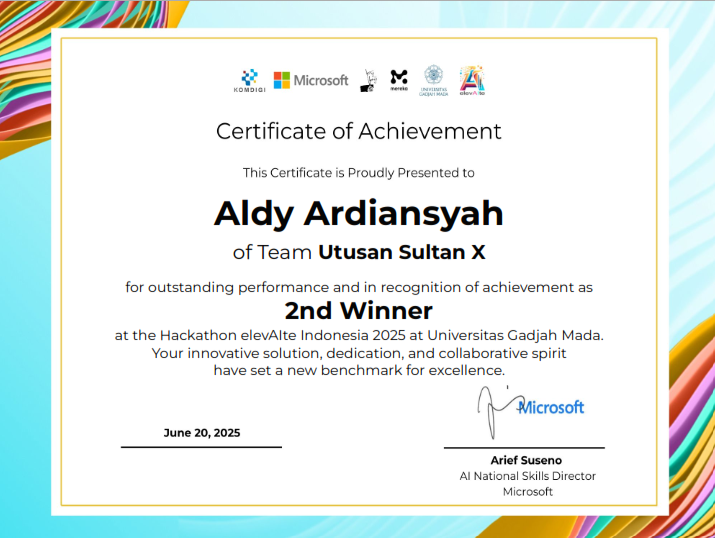 KOMDIGI Microsoft mereka UNIVERSITAS GADJAH MADA elevAIte
Certificate of Achievement
This Certificate is Proudly Presented to
Aldy Ardiansyah
of Team Utusan Sultan X
for outstanding performance and in recognition of achievement as
2nd Winner
at the Hackathon elevAIte Indonesia 2025 at Universitas Gadjah Mada.
Your innovative solution, dedication, and collaborative spirit
have set a new benchmark for excellence.
Microsoft
June 20, 2025
Arief Suseno
AI National Skills Director
Microsoft